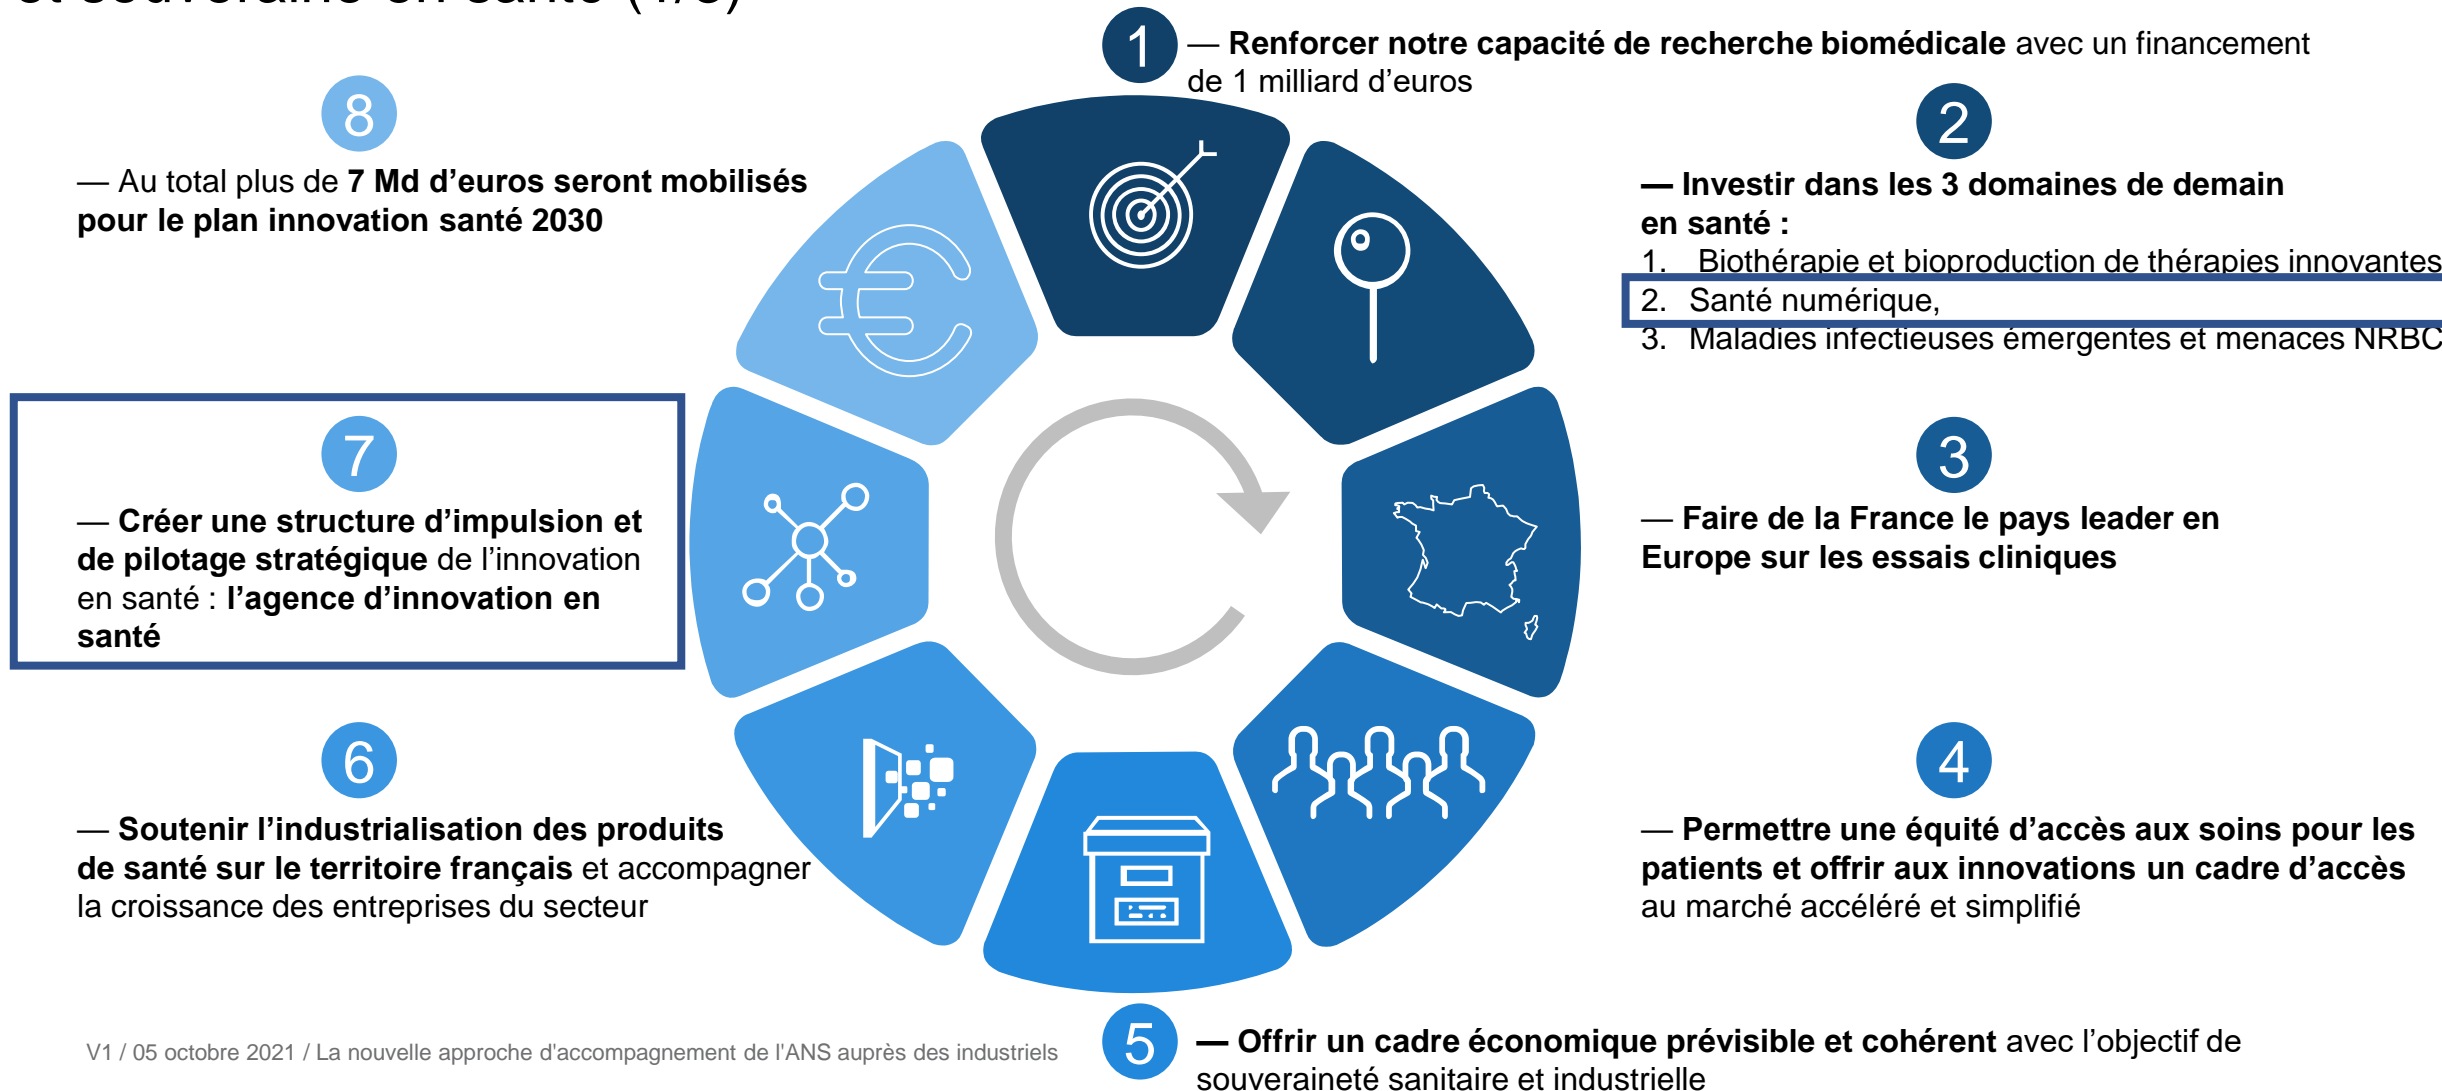 et souveraine en santé (1/3)
1
— Renforcer notre capacité de recherche biomédicale avec un financement
de 1 milliard d’euros
2
— Investir dans les 3 domaines de demain
en santé :
1. Biothérapie et bioproduction de thérapies innovantes
2. Santé numérique,
3. Maladies infectieuses émergentes et menaces NRBC
3
— Faire de la France le pays leader en
Europe sur les essais cliniques
4
— Permettre une équité d’accès aux soins pour les
patients et offrir aux innovations un cadre d’accès
au marché accéléré et simplifié
5
— Offrir un cadre économique prévisible et cohérent avec l’objectif de
souveraineté sanitaire et industrielle
6
— Soutenir l’industrialisation des produits
de santé sur le territoire français et accompagner
la croissance des entreprises du secteur
7
— Créer une structure d’impulsion et
de pilotage stratégique de l’innovation
en santé : l’agence d’innovation en
santé
8
— Au total plus de 7 Md d’euros seront mobilisés
pour le plan innovation santé 2030
V1 / 05 octobre 2021 / La nouvelle approche d'accompagnement de l'ANS auprès des industriels